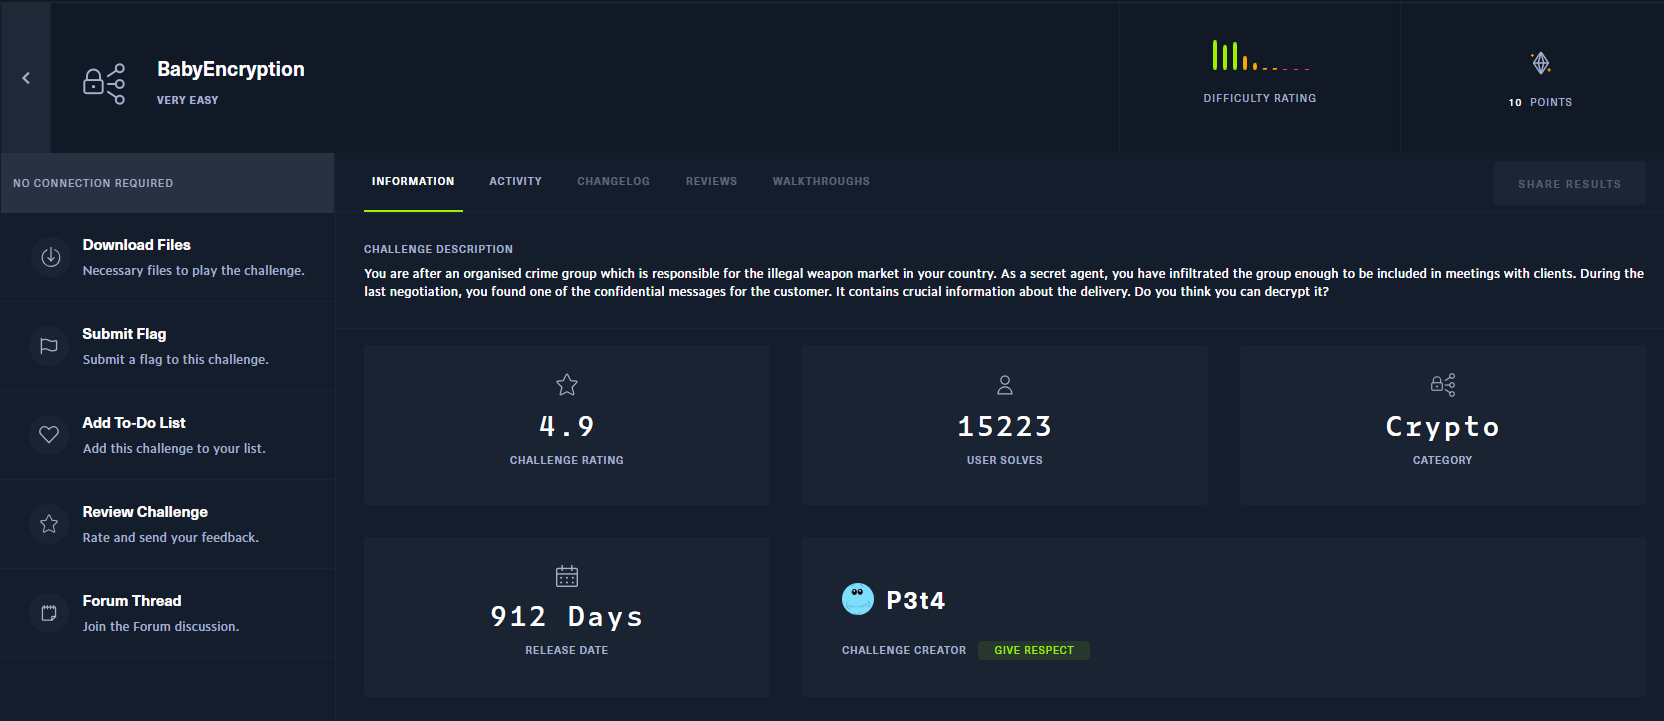 BabyEncryption
VERY EASY
DIFFICULTY RATING
10 POINTS
NO CONNECTION REQUIRED
Download Files
Necessary files to play the challenge.
Submit Flag
Submit a flag to this challenge.
Add To-Do List
Add this challenge to your list.
Review Challenge
Rate and send your feedback.
Forum Thread
Join the Forum discussion.
INFORMATION ACTIVITY CHANGELOG REVIEWS WALKTHROUGHS
SHARE RESULTS
CHALLENGE DESCRIPTION
You are after an organised crime group which is responsible for the illegal weapon market in your country. As a secret agent, you have infiltrated the group enough to be included in meetings with clients. During the
last negotiation, you found one of the confidential messages for the customer. It contains crucial information about the delivery. Do you think you can decrypt it?
4.9
CHALLENGE RATING
15223
USER SOLVES
Crypto
CATEGORY
912 Days
RELEASE DATE
P3t4
CHALLENGE CREATOR GIVE RESPECT